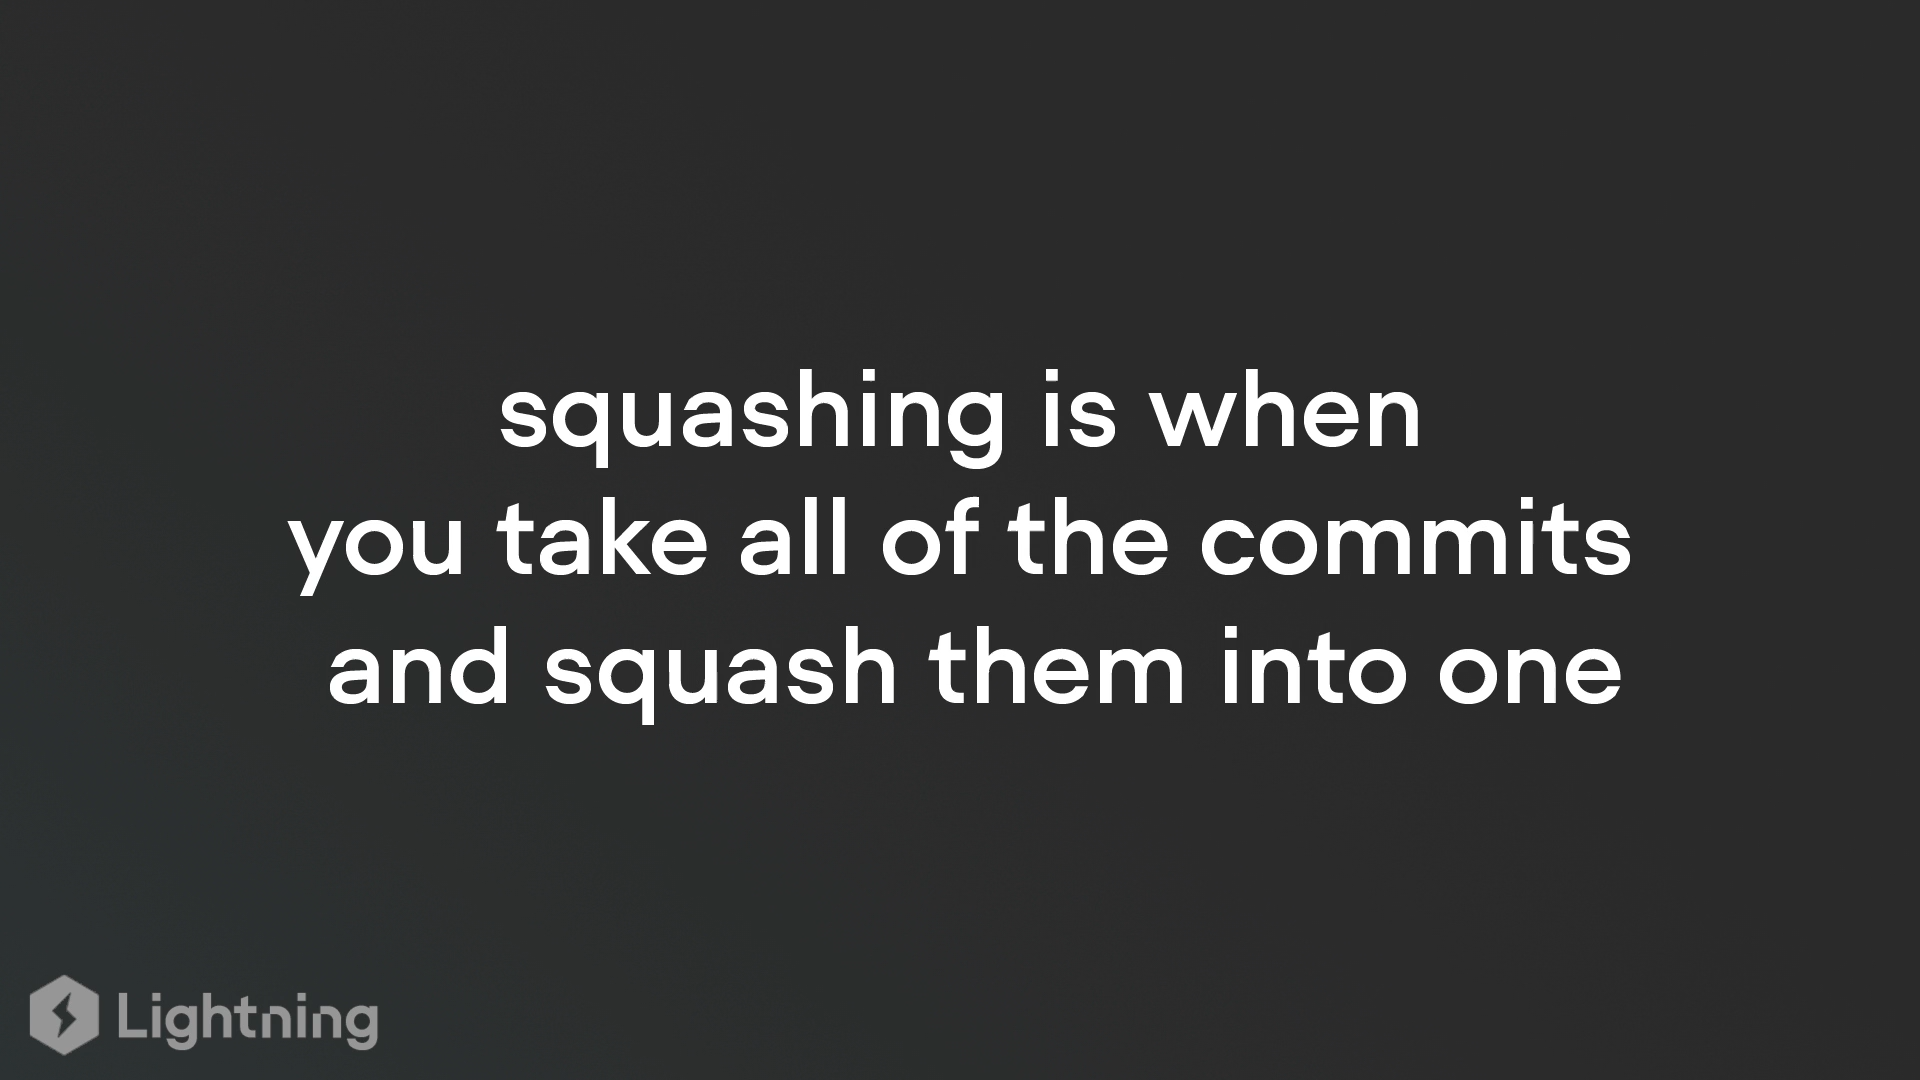 squashing is when
you take all of the commits
and squash them into one
Lightning